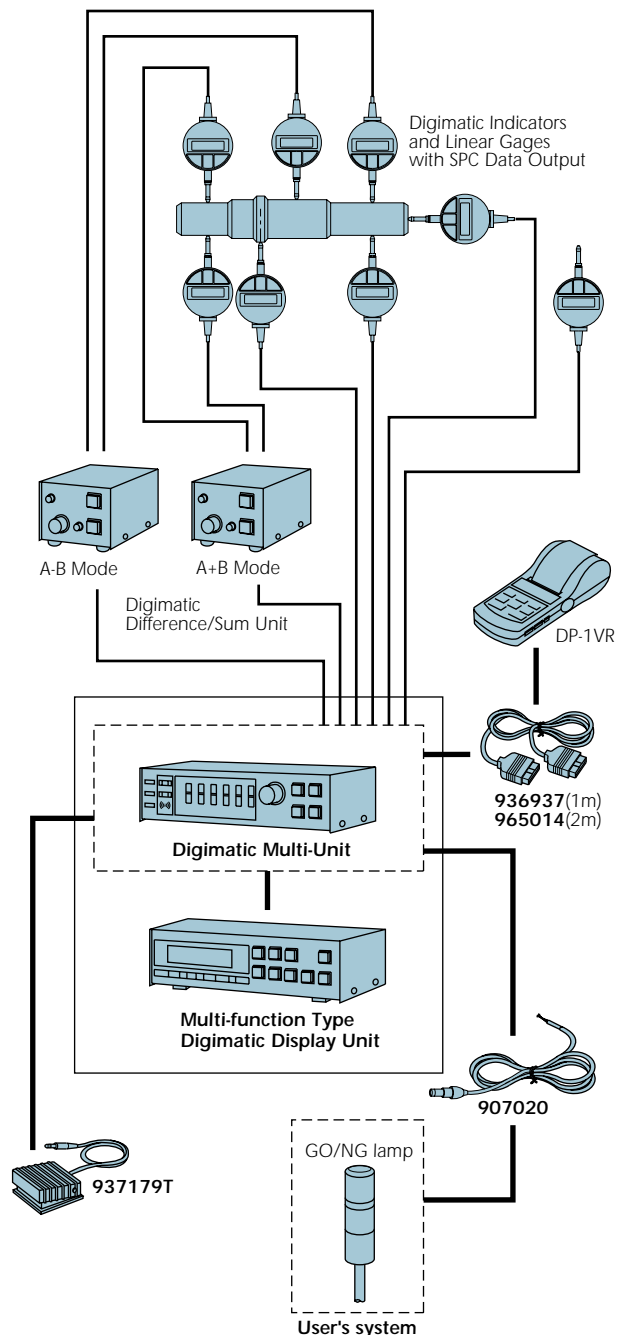 Digimatic Indicators
and Linear Gages
with SPC Data Output
A-B Mode
A+B Mode
Digimatic
Difference/Sum Unit
DP-1VR
936937(1m)
965014(2m)
Digimatic Multi-Unit
Multi-function Type
Digimatic Display Unit
907020
937179T
GO/NG lamp
User's system